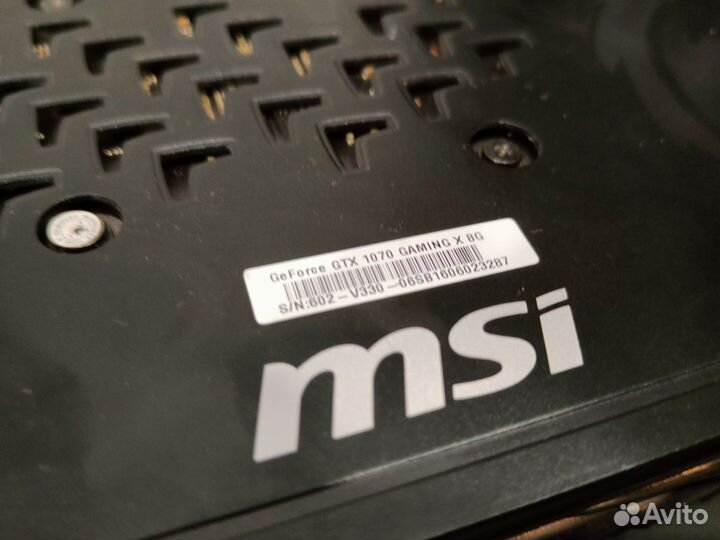 GeForce GTX 1070 GAMING X 8G
S/N:602-V330-06SB1606023287
msi
Avito